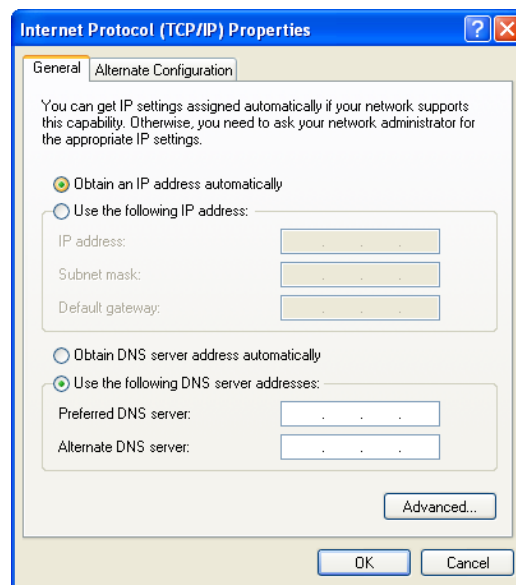 Internet Protocol (TCP/IP) Properties
General
Alternate Configuration
You can get IP settings assigned automatically if your network supports
this capability. Otherwise, you need to ask your network administrator for
the appropriate IP settings.
Obtain an IP address automatically
Use the following IP address:
IP address:
Subnet mask:
Default gateway:
Obtain DNS server address automatically
Use the following DNS server addresses:
Preferred DNS server:
Alternate DNS server:
Advanced...
OK
Cancel